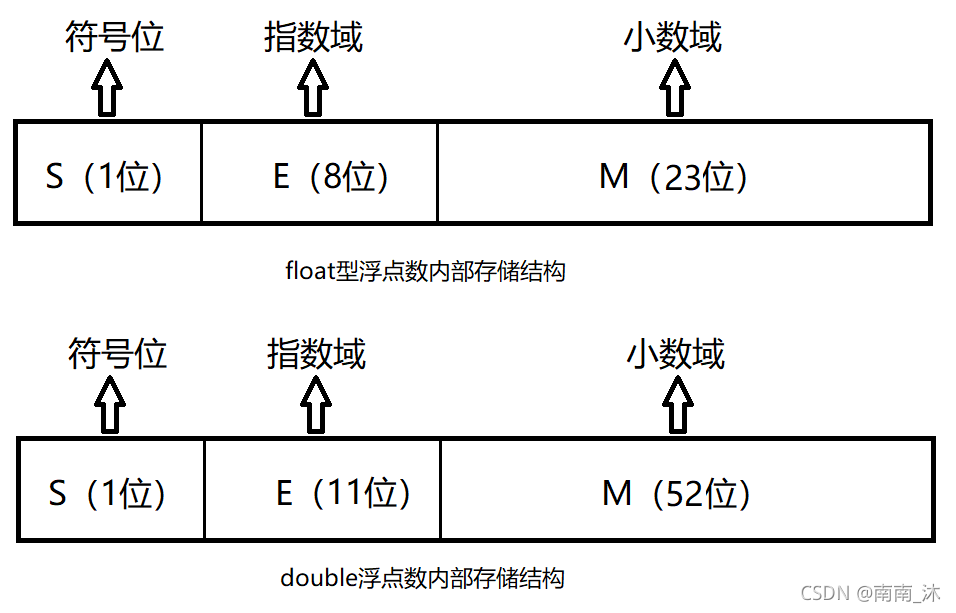 符号位 指数域 小数域
S（1位） E（8位） M（23位）
float型浮点数内部存储结构
符号位 指数域 小数域
S（1位） E（11位） M（52位）
double浮点数内部存储结构
CSDN @南南_沐